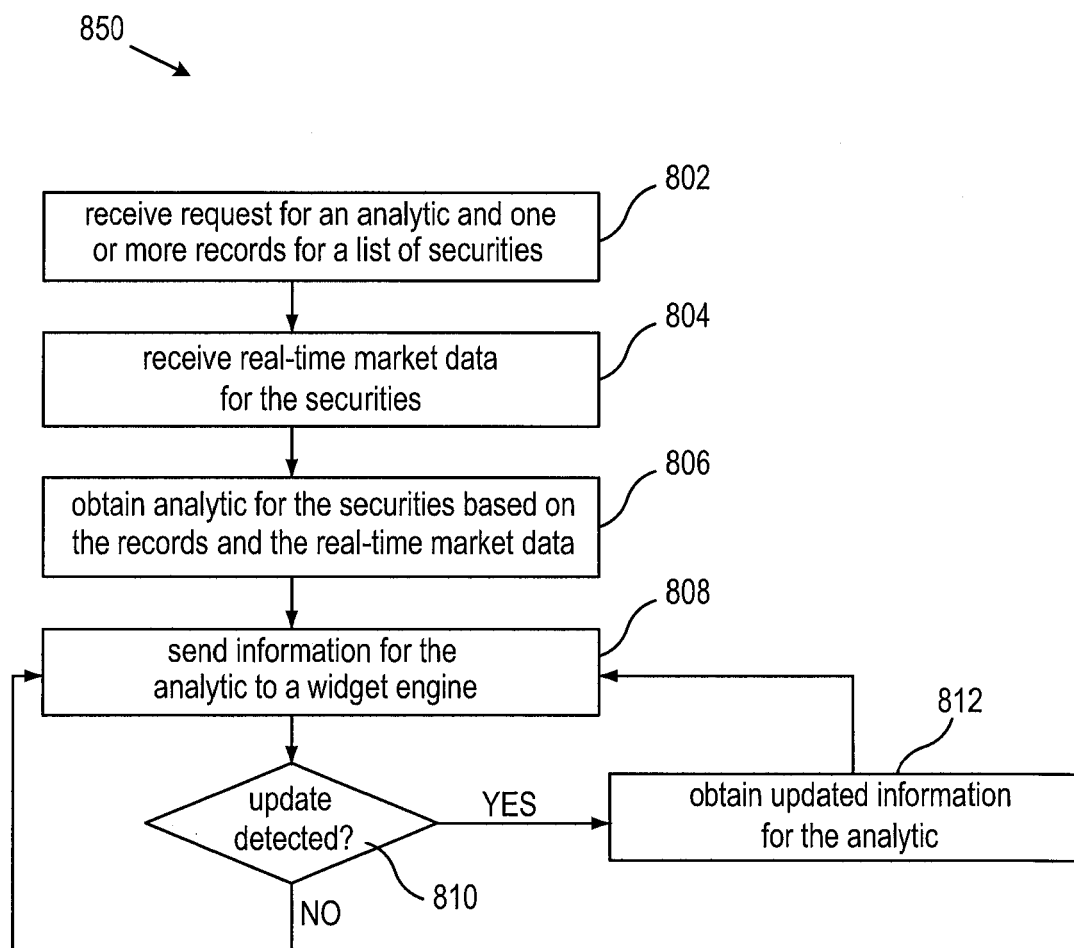 850
802
receive request for an analytic and one
or more records for a list of securities
804
receive real-time market data
for the securities
806
obtain analytic for the securities based on
the records and the real-time market data
808
send information for the
analytic to a widget engine
812
update
detected?
YES
obtain updated information
for the analytic
810
NO